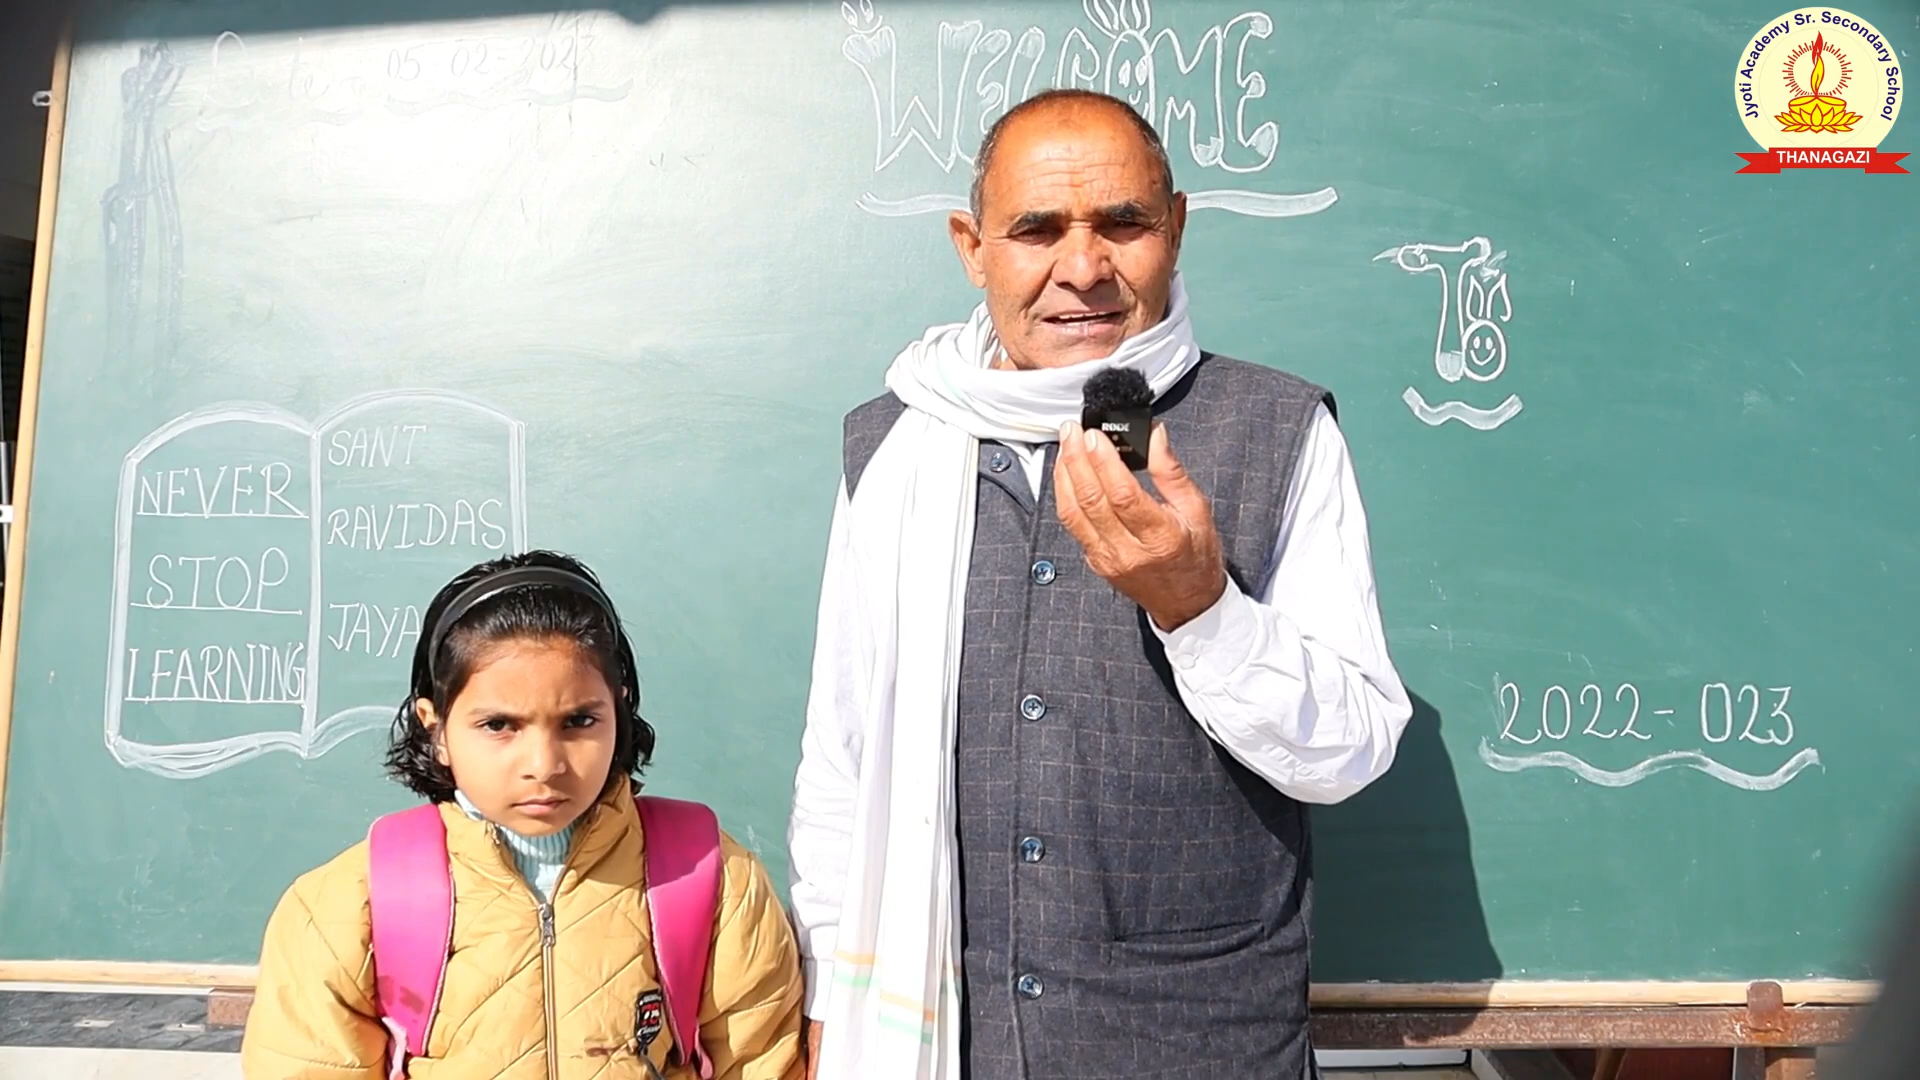 05-02-2023
WELCOME
To
NEVER
STOP
LEARNING
SANT
RAVIDAS
JAYA
2022-023
RODE
Jyoti Academy Sr. Secondary School
THANAGAZI